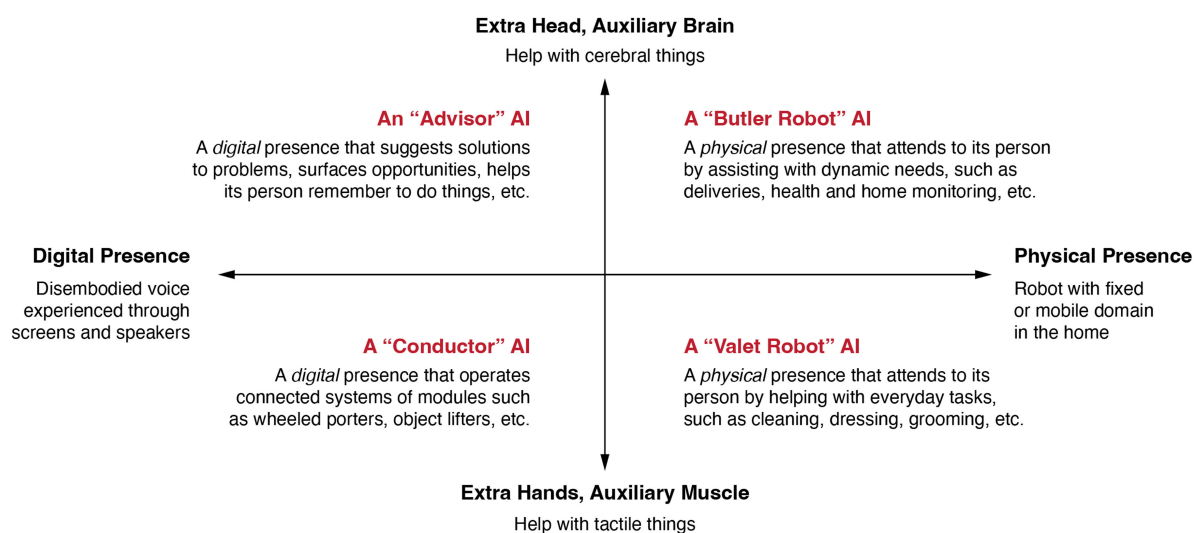 Extra Head, Auxiliary Brain
Help with cerebral things
An “Advisor” AI
A digital presence that suggests solutions
to problems, surfaces opportunities, helps
its person remember to do things, etc.
A “Butler Robot” AI
A physical presence that attends to its person
by assisting with dynamic needs, such as
deliveries, health and home monitoring, etc.
Digital Presence
Disembodied voice
experienced through
screens and speakers
Physical Presence
Robot with fixed
or mobile domain
in the home
A “Conductor” AI
A digital presence that operates
connected systems of modules such
as wheeled porters, object lifters, etc.
A “Valet Robot” AI
A physical presence that attends to its
person by helping with everyday tasks,
such as cleaning, dressing, grooming, etc.
Extra Hands, Auxiliary Muscle
Help with tactile things